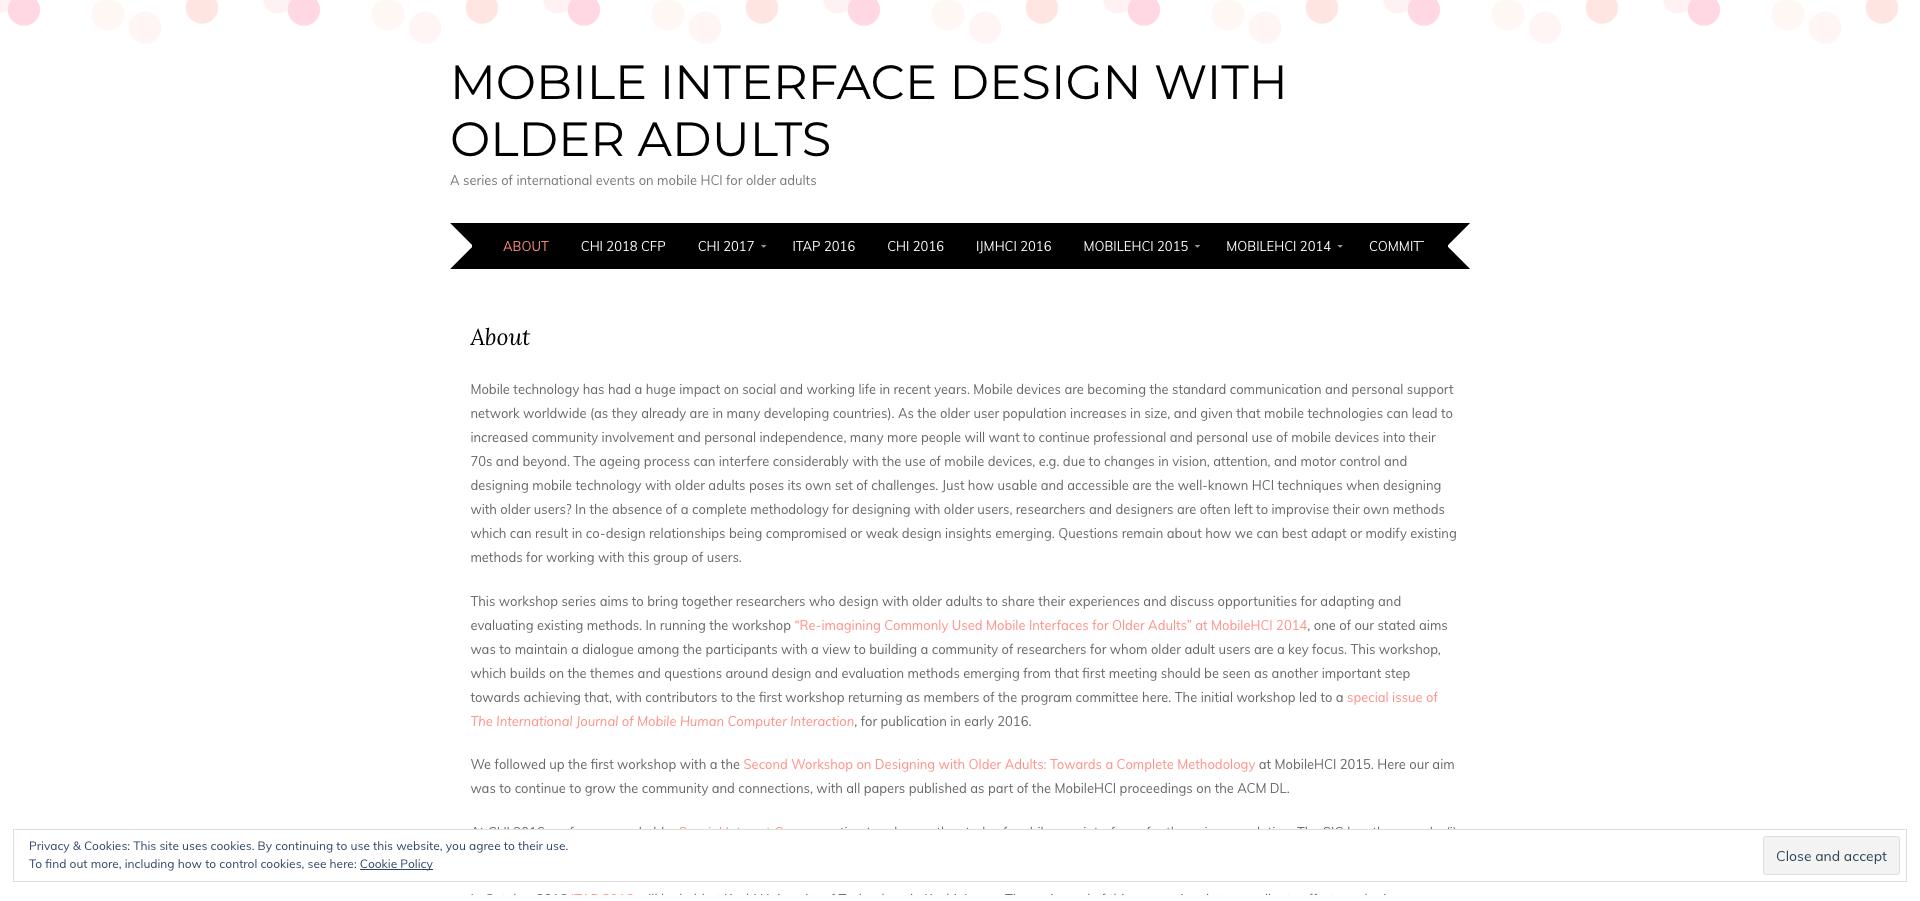 MOBILE INTERFACE DESIGN WITH
OLDER ADULTS
A series of international events on mobile HCI for older adults
ABOUT CHI 2018 CFP CHI 2017 ITAP 2016 CHI 2016 IJMHCI 2016 MOBILEHCI 2015 MOBILEHCI 2014 COMMIT
About
Mobile technology has had a huge impact on social and working life in recent years. Mobile devices are becoming the standard communication and personal support
network worldwide (as they already are in many developing countries). As the older user population increases in size, and given that mobile technologies can lead to
increased community involvement and personal independence, many more people will want to continue professional and personal use of mobile devices into their
70s and beyond. The ageing process can interfere considerably with the use of mobile devices, e.g. due to changes in vision, attention, and motor control and
designing mobile technology with older adults poses its own set of challenges. Just how usable and accessible are the well-known HCI techniques when designing
with older users? In the absence of a complete methodology for designing with older users, researchers and designers are often left to improvise their own methods
which can result in co-design relationships being compromised or weak design insights emerging. Questions remain about how we can best adapt or modify existing
methods for working with this group of users.
This workshop series aims to bring together researchers who design with older adults to share their experiences and discuss opportunities for adapting and
evaluating existing methods. In running the workshop “Re-imagining Commonly Used Mobile Interfaces for Older Adults” at MobileHCI 2014, one of our stated aims
was to maintain a dialogue among the participants with a view to building a community of researchers for whom older adult users are a key focus. This workshop,
which builds on the themes and questions around design and evaluation methods emerging from that first meeting should be seen as another important step
towards achieving that, with contributors to the first workshop returning as members of the program committee here. The initial workshop led to a special issue of
The International Journal of Mobile Human Computer Interaction, for publication in early 2016.
We followed up the first workshop with a the Second Workshop on Designing with Older Adults: Towards a Complete Methodology at MobileHCI 2015. Here our aim
was to continue to grow the community and connections, with all papers published as part of the MobileHCI proceedings on the ACM DL.
Privacy & Cookies: This site uses cookies. By continuing to use this website, you agree to their use.
To find out more, including how to control cookies, see here: Cookie Policy
Close and accept